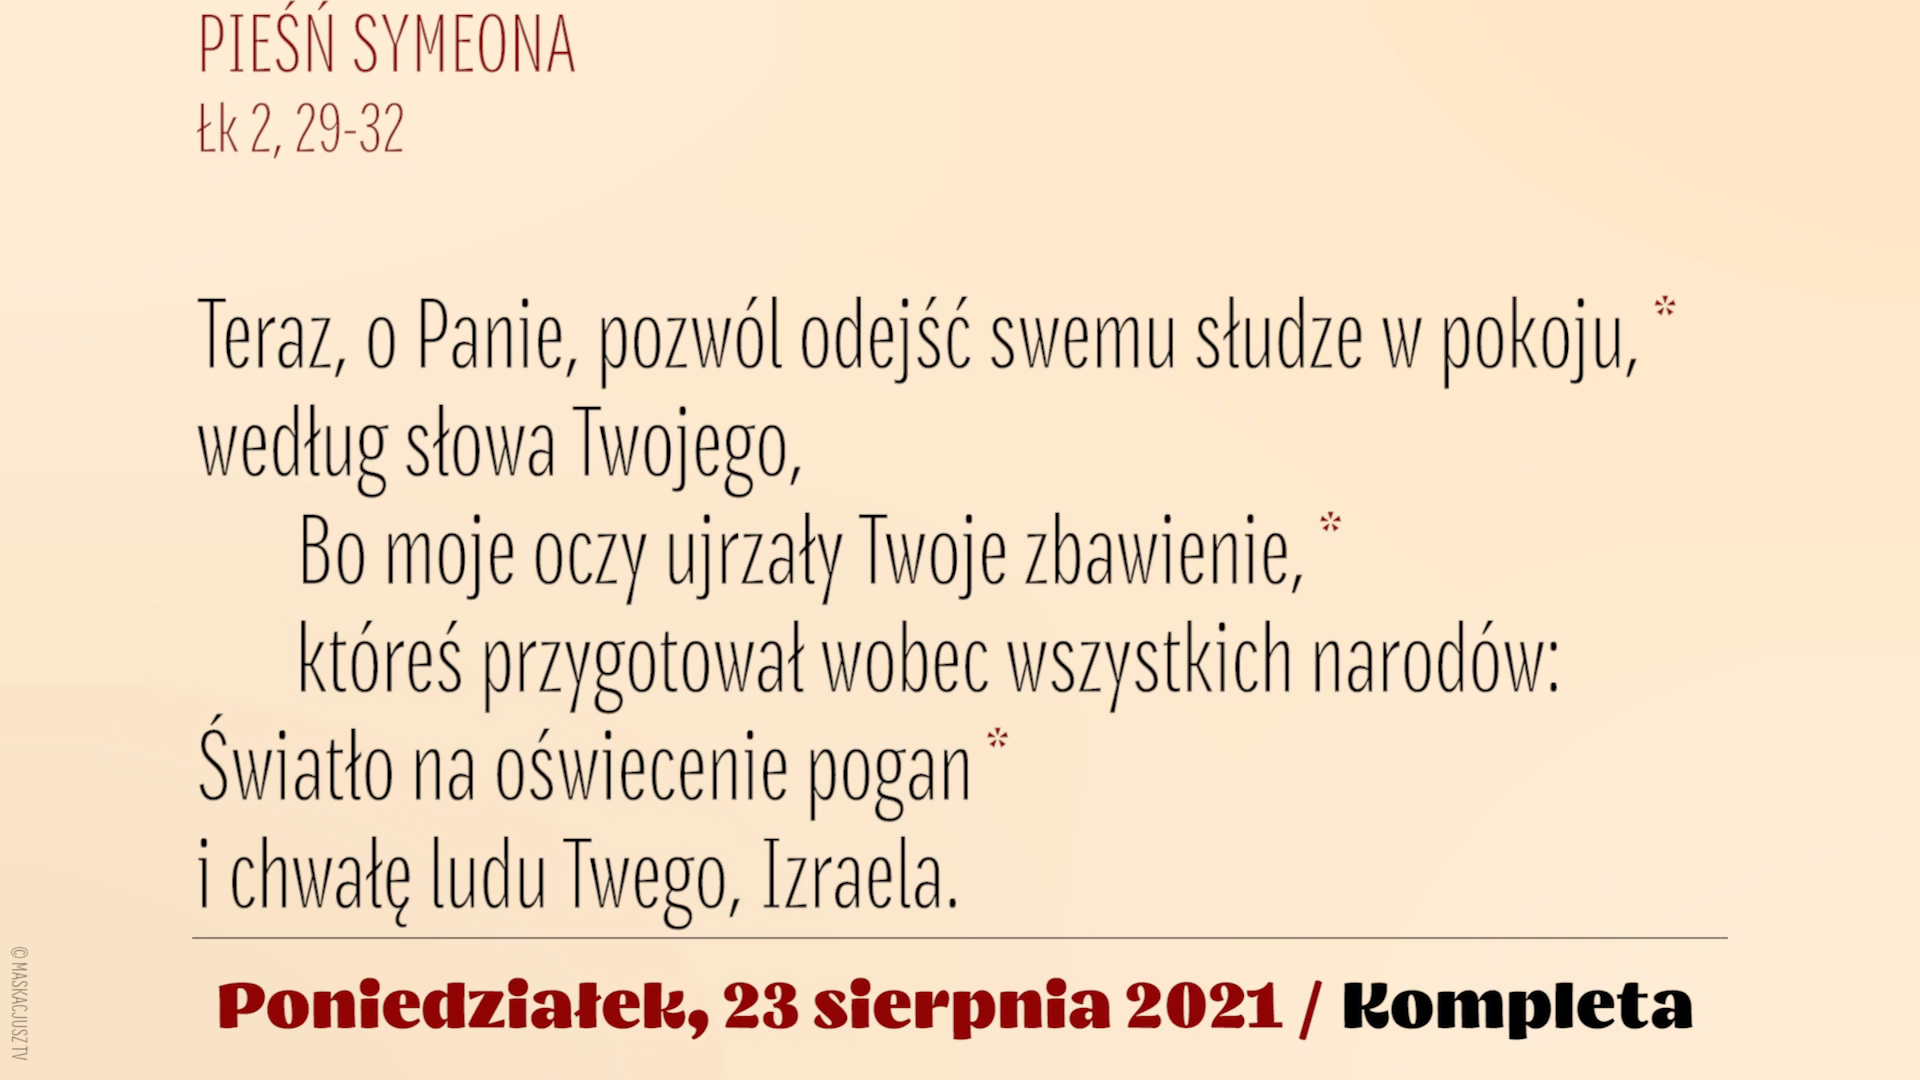 PIEŚŃ SYMEONA
Łk 2, 29-32
Teraz, o Panie, pozwól odejść swemu słudze w pokoju, *
według słowa Twojego,
Bo moje oczy ujrzały Twoje zbawienie, *
któreś przygotował wobec wszystkich narodów:
Światło na oświecenie pogan *
i chwałę ludu Twego, Izraela.
Poniedziałek, 23 sierpnia 2021 / Kompleta
© MASKACJUSZ TV